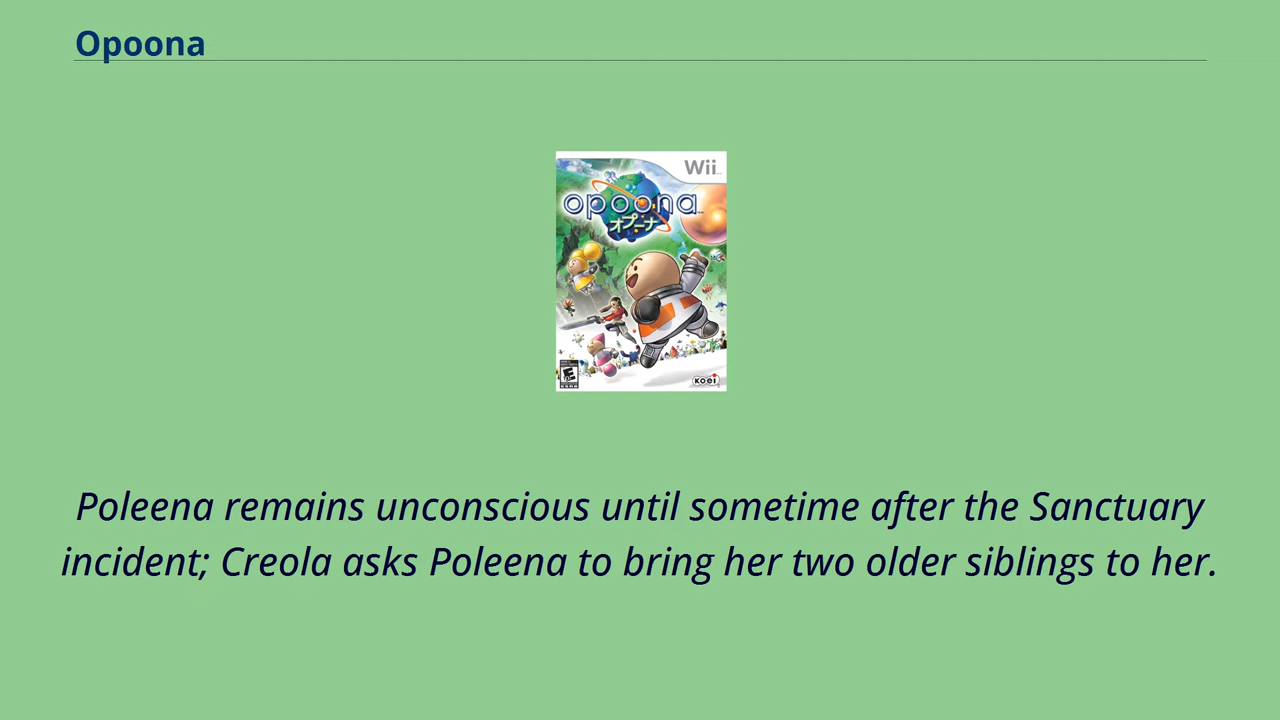 Opoona
Wii
opoona
オプーナ
E
KOEI
Poleena remains unconscious until sometime after the Sanctuary
incident; Creola asks Poleena to bring her two older siblings to her.